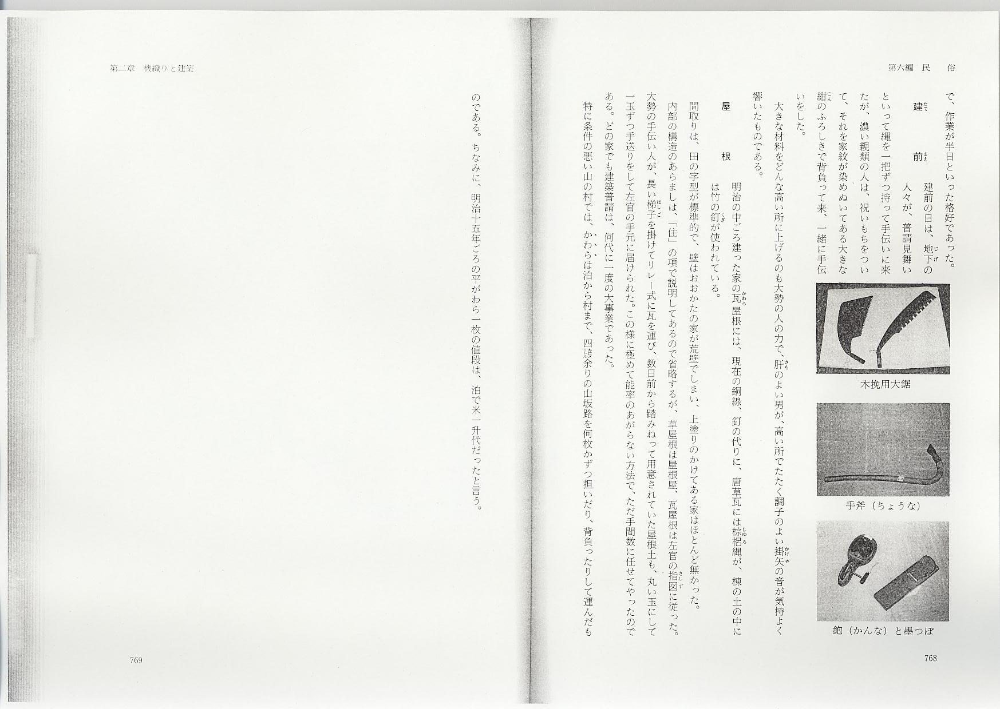 第六編　民　　俗
で、作業が半日といった格好であった。
建　　前
建前の日は、地下の
人々が、普請見舞い
といって縄を一把ずつ持って手伝いに来
たが、濃い親類の人は、祝いもちをつい
て、それを家紋が染めぬいてある大きな
紺のふろしきで背負って来、一緒に手伝
いをした。
大きな材料をどんな高い所に上げるのも大勢の人の力で、肝のよい男が、高い所でたたく調子のよい掛矢の音が気持よく
響いたものである。
屋　　根
明治の中ごろ建った家の瓦屋根には、現在の銅線、釘の代りに、唐草瓦には棕梠縄が、棟の土の中に
は竹の釘が使われている。
間取りは、田の字型が標準的で、壁はおおかたの家が荒壁でしまい、上塗りのかけてある家はほとんど無かった。
内部の構造のあらましは、「住」の項で説明してあるので省略するが、草屋根は屋根屋、瓦屋根は左官の指図に従った。
大勢の手伝い人が、長い梯子を掛けてリレー式に瓦を運び、数日前から踏みねって用意されていた屋根土も、丸い玉にして
一玉ずつ手送りをして左官の手元に届けられた。この様に極めて能率のあがらない方法で、ただ手間数に任せてやったので
ある。どの家でも建築普請は、何代に一度の大事業であった。
特に条件の悪い山の村では、かわらは泊から村まで、四㌔余りの山坂路を何枚かずつ担いだり、背負ったりして運んだも
木挽用大鋸
手斧（ちょうな）
鉋（かんな）と墨つぼ
768
第二章　機織りと建築
のである。ちなみに、明治十五年ごろの平がわら一枚の値段は、泊で米一升代だったと言う。
769